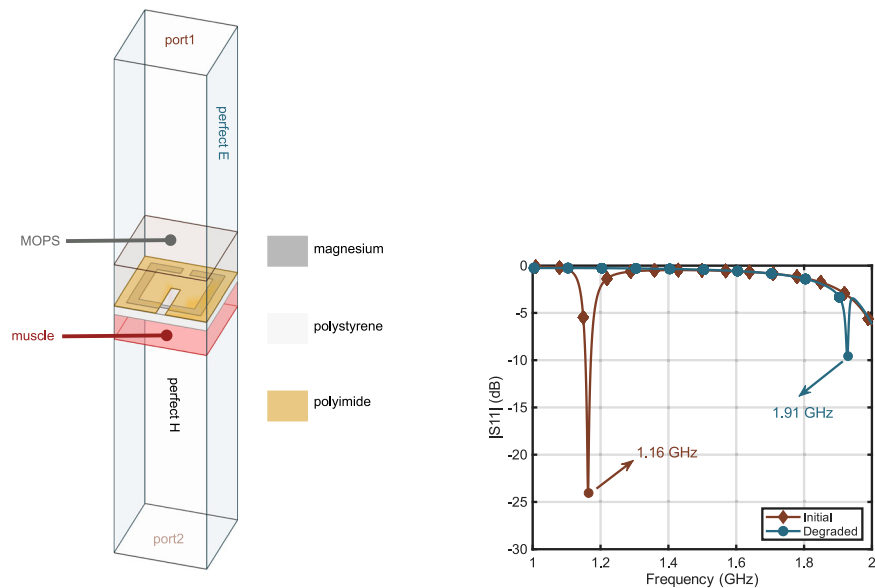 port1
perfect E
MOPS
magnesium
polystyrene
muscle
perfect H
polyimide
port2
0
-5
-10
-15
-20
-25
-30
|S11| (dB)
1.91 GHz
1.16 GHz
Initial
Degraded
1 1.2 1.4 1.6 1.8 2
Frequency (GHz)